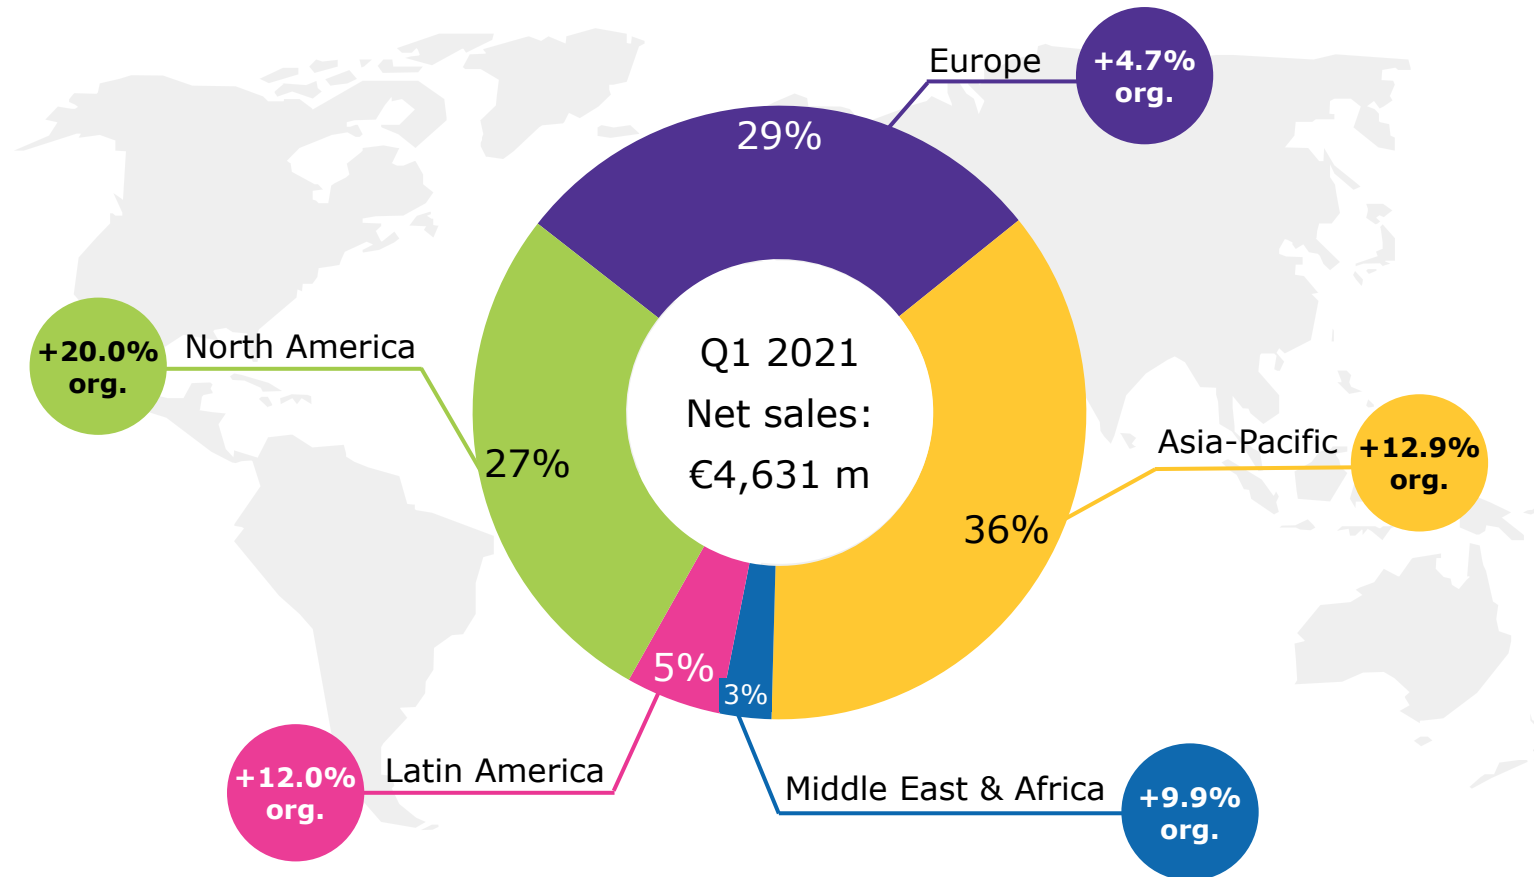 Europe
+4.7%
org.
29%
+20.0%
org.
North America
Q1 2021
Net sales:
€4,631 m
27%
Asia-Pacific
+12.9%
org.
36%
5%
3%
+12.0%
org.
Latin America
Middle East & Africa
+9.9%
org.